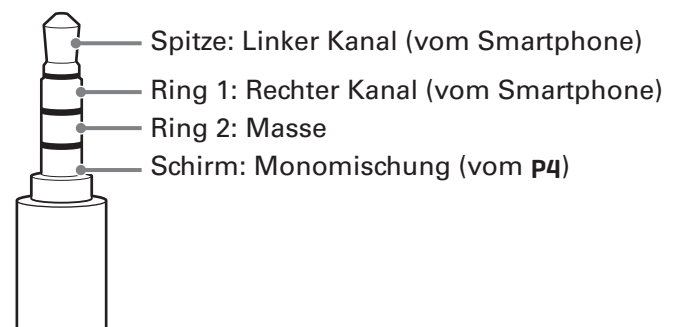 Spitze: Linker Kanal (vom Smartphone)
Ring 1: Rechter Kanal (vom Smartphone)
Ring 2: Masse
Schirm: Monomischung (vom P4)